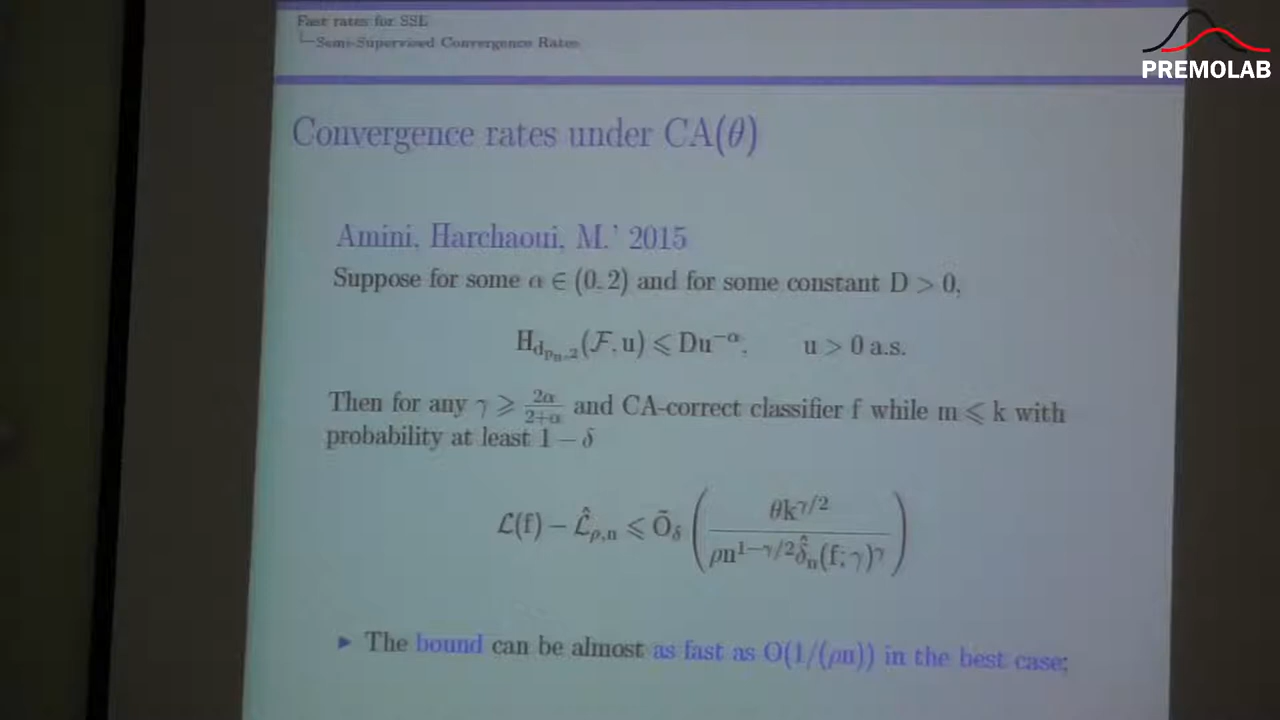 Fast rates for SSL
Semi-Supervised Convergence Rates
PREMOLAB
Convergence rates under CA(θ)
Amini, Harchaoui, M.' 2015
Suppose for some α ∈ (0, 2) and for some constant D > 0,
H_{d_{P_n,2}}(F, u) ⩽ Du^{−α}, u > 0 a.s.
Then for any γ ⩾ 2α/(2+α) and CA-correct classifier f while m ⩽ k with
probability at least 1 − δ
L(f) − L̂_{ρ,n} ⩽ Õ_δ ( θk^{γ/2} / ρn^{1−γ/2} δ̂_n(f; γ)^γ )
► The bound can be almost as fast as O(1/(ρn)) in the best case;